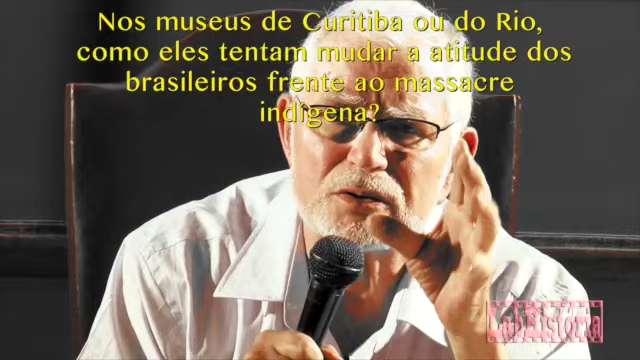 Nos museus de Curitiba ou do Rio,
como eles tentam mudar a atitude dos
brasileiros frente ao massacre
indígena?
LabHistória